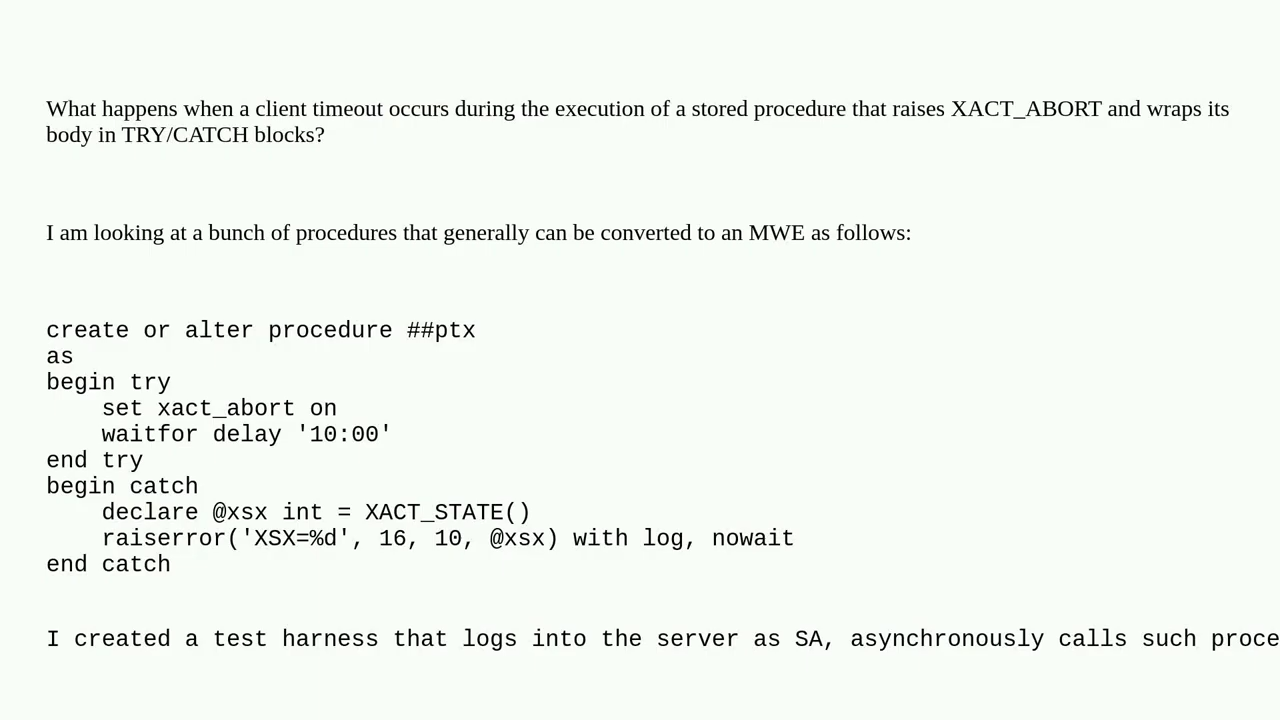 What happens when a client timeout occurs during the execution of a stored procedure that raises XACT_ABORT and wraps its
body in TRY/CATCH blocks?
I am looking at a bunch of procedures that generally can be converted to an MWE as follows:
create or alter procedure ##ptx
as
begin try
    set xact_abort on
    waitfor delay '10:00'
end try
begin catch
    declare @xsx int = XACT_STATE()
    raiserror('XSX=%d', 16, 10, @xsx) with log, nowait
end catch
I created a test harness that logs into the server as SA, asynchronously calls such proce